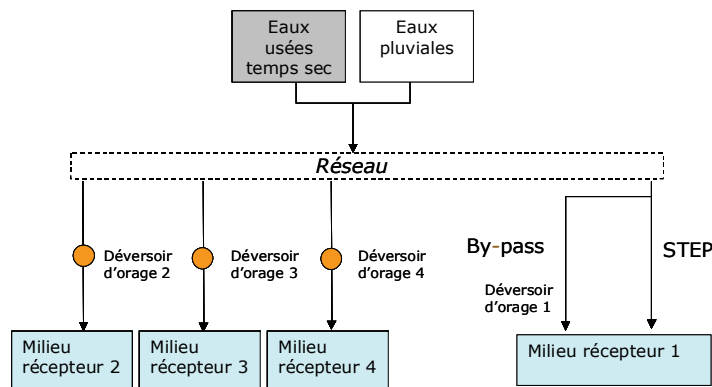 Eaux
usées
temps sec
Eaux
pluviales
Réseau
Déversoir
d'orage 2
Déversoir
d'orage 3
Déversoir
d'orage 4
By-pass
STEP
Déversoir
d'orage 1
Milieu
récepteur 2
Milieu
récepteur 3
Milieu
récepteur 4
Milieu récepteur 1